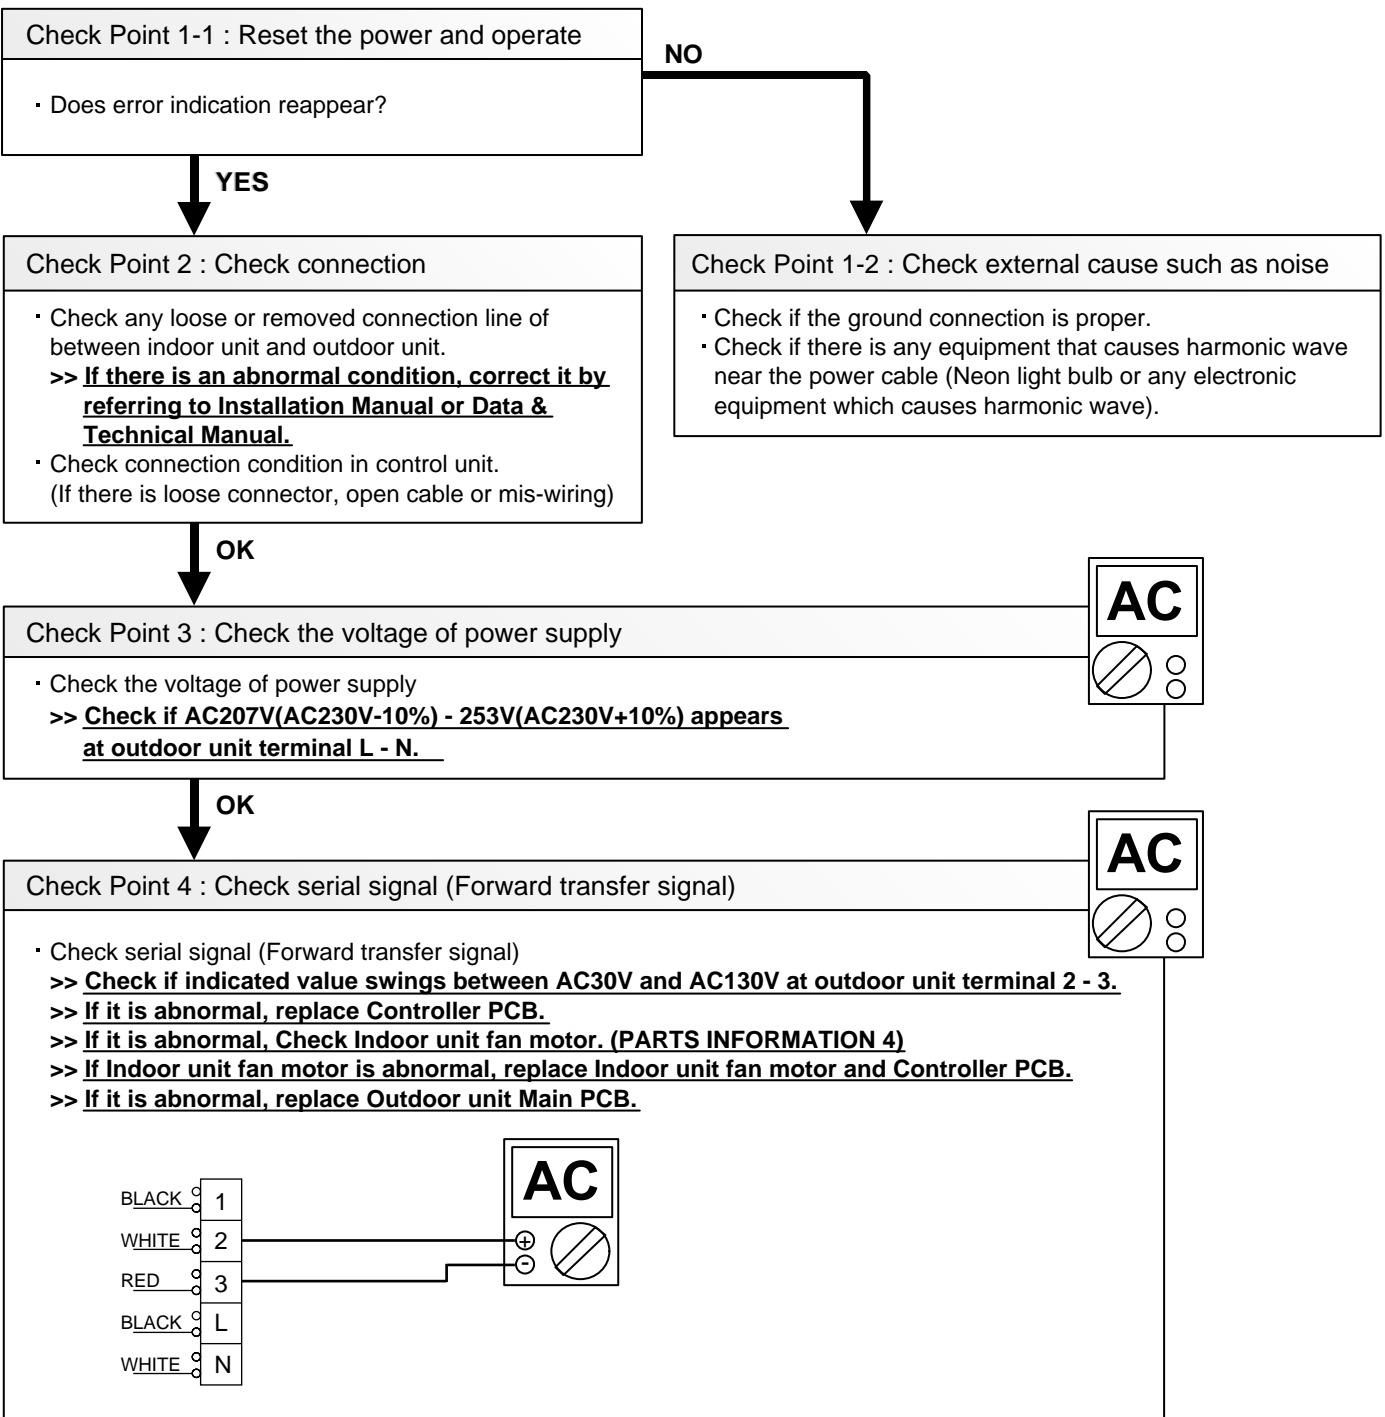 Check Point 1-1 : Reset the power and operate
・Does error indication reappear?
NO
YES
Check Point 2 : Check connection
・Check any loose or removed connection line of
between indoor unit and outdoor unit.
>> If there is an abnormal condition, correct it by
referring to Installation Manual or Data &
Technical Manual.
・Check connection condition in control unit.
(If there is loose connector, open cable or mis-wiring)
Check Point 1-2 : Check external cause such as noise
・Check if the ground connection is proper.
・Check if there is any equipment that causes harmonic wave
near the power cable (Neon light bulb or any electronic
equipment which causes harmonic wave).
OK
Check Point 3 : Check the voltage of power supply
AC
・Check the voltage of power supply
>> Check if AC207V(AC230V-10%) - 253V(AC230V+10%) appears
at outdoor unit terminal L - N.
OK
Check Point 4 : Check serial signal (Forward transfer signal)
AC
・Check serial signal (Forward transfer signal)
>> Check if indicated value swings between AC30V and AC130V at outdoor unit terminal 2 - 3.
>> If it is abnormal, replace Controller PCB.
>> If it is abnormal, Check Indoor unit fan motor. (PARTS INFORMATION 4)
>> If Indoor unit fan motor is abnormal, replace Indoor unit fan motor and Controller PCB.
>> If it is abnormal, replace Outdoor unit Main PCB.
AC
+
-
BLACK 1
WHITE 2
RED 3
BLACK L
WHITE N